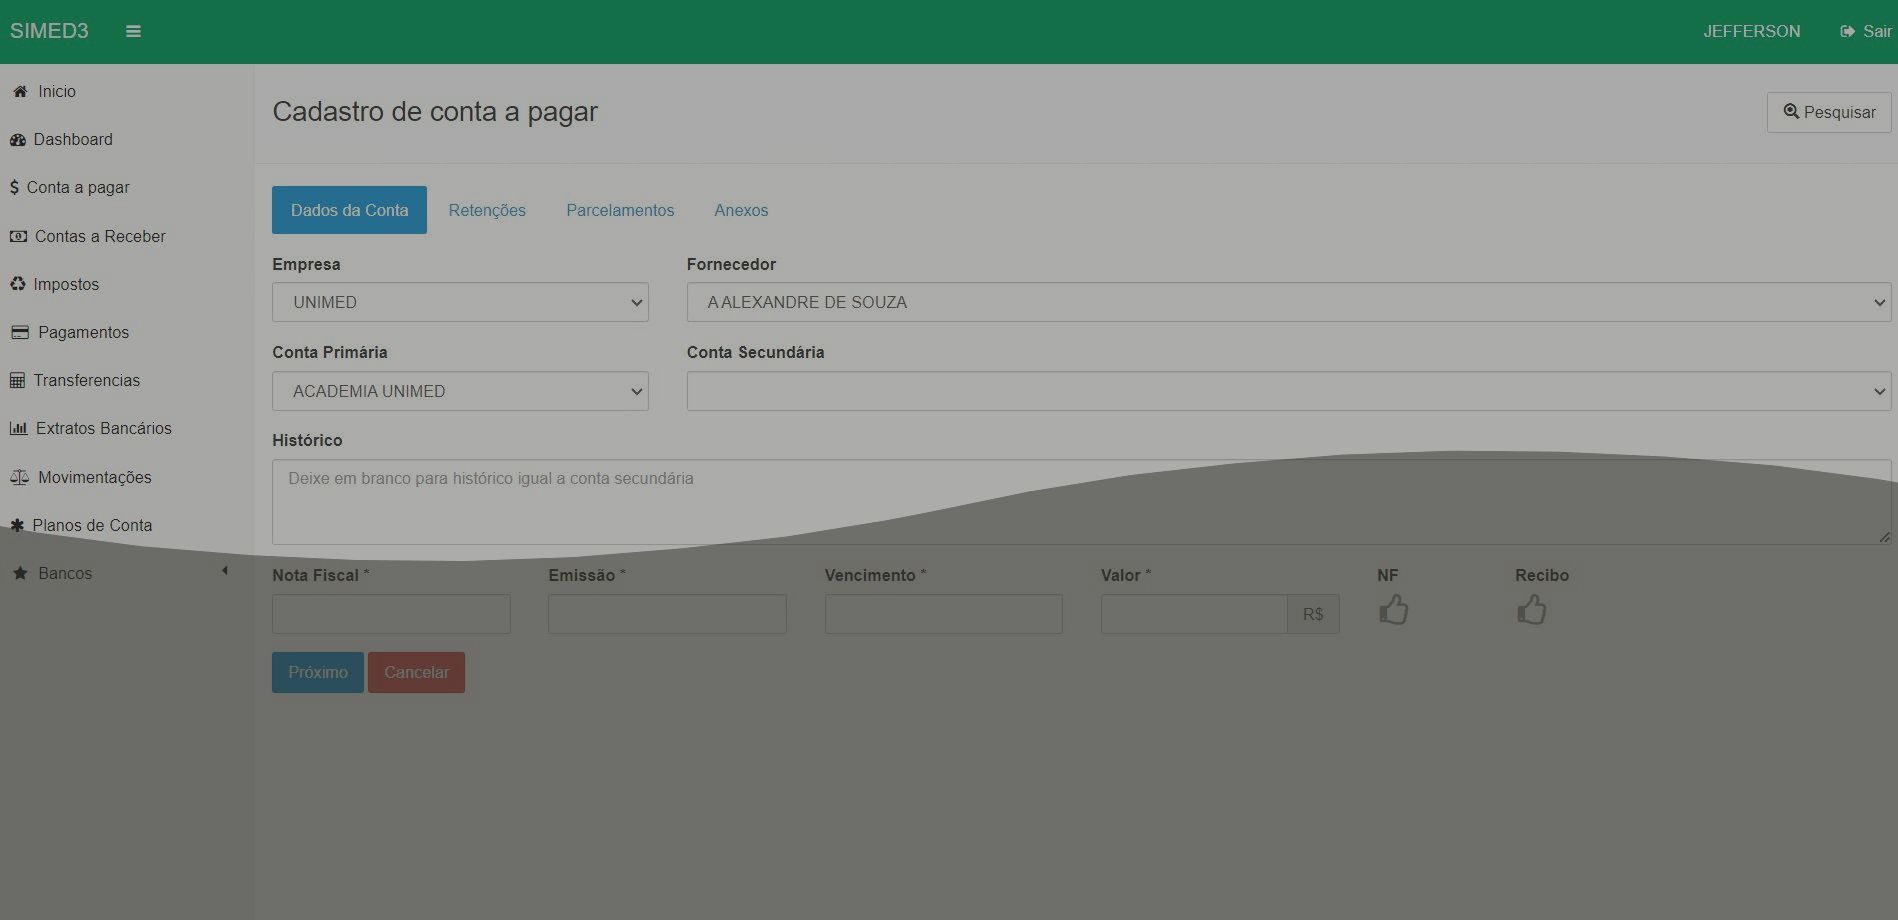 SIMED3
JEFFERSON
Sair
Inicio
Dashboard
Conta a pagar
Contas a Receber
Impostos
Pagamentos
Transferencias
Extratos Bancários
Movimentações
Planos de Conta
Bancos
Cadastro de conta a pagar
Pesquisar
Dados da Conta Retenções Parcelamentos Anexos
Empresa Fornecedor
UNIMED A ALEXANDRE DE SOUZA
Conta Primária Conta Secundária
ACADEMIA UNIMED
Histórico
Deixe em branco para histórico igual a conta secundária
Nota Fiscal * Emissão * Vencimento * Valor * NF Recibo
R$
Próximo Cancelar